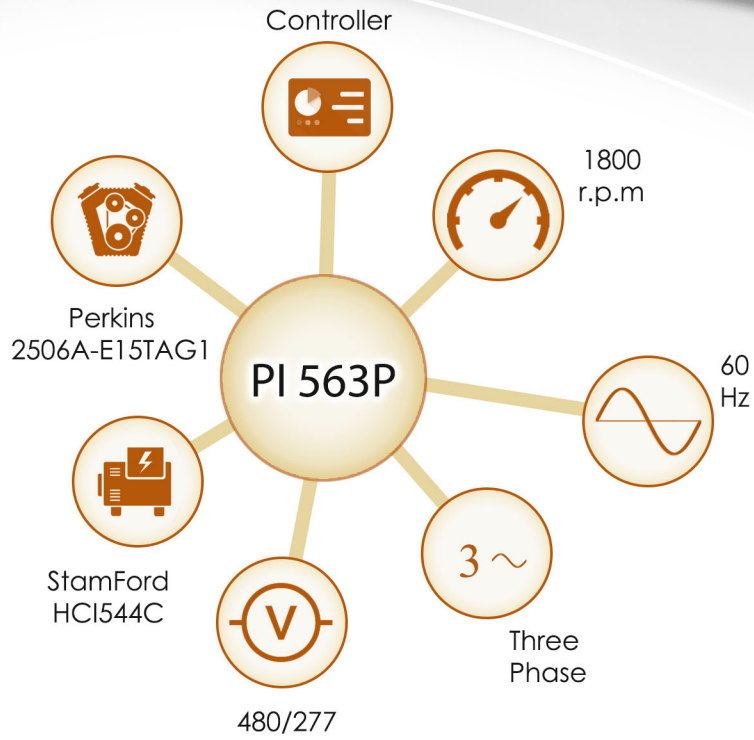 Controller
1800
r.p.m
Perkins
2506A-E15TAG1
PI 563P
60
Hz
StamFord
HCI544C
V
3~
Three
Phase
480/277